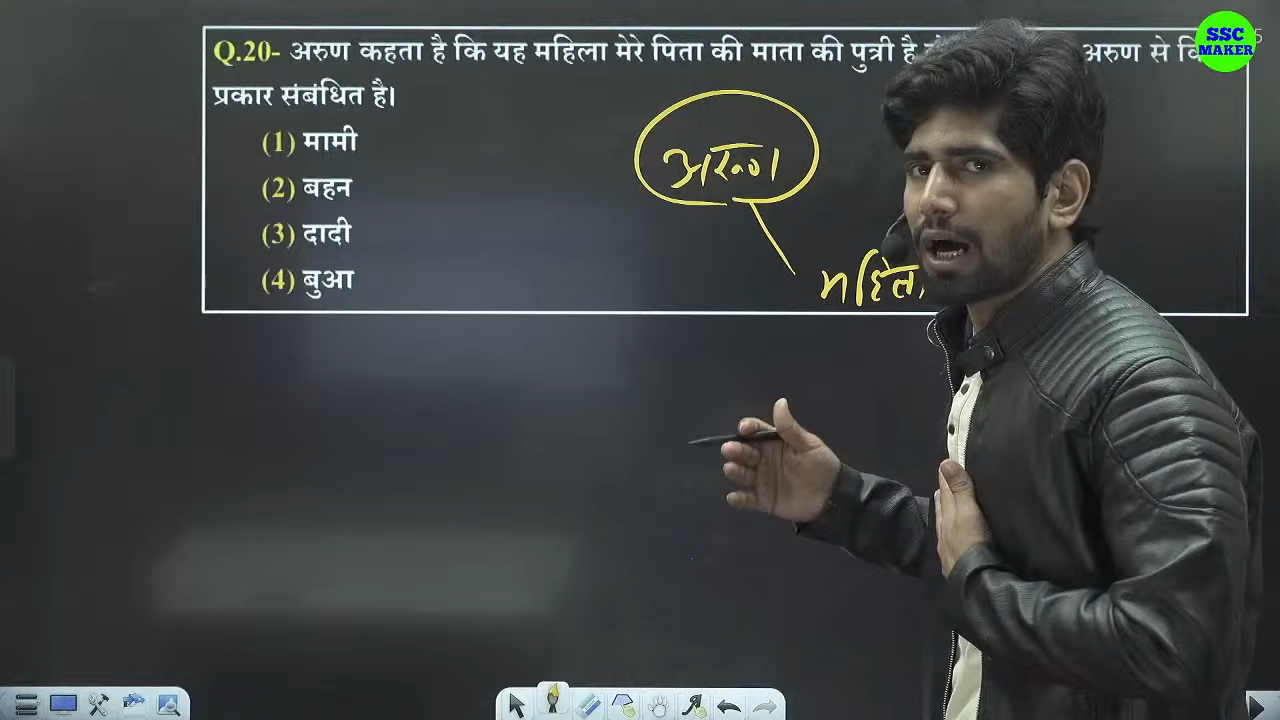 Q.20- अरुण कहता है कि यह महिला मेरे पिता की माता की पुत्री है अरुण से
प्रकार संबंधित है।
(1) मामी
(2) बहन
(3) दादी
(4) बुआ
अरुण
महिला
SSC
MAKER